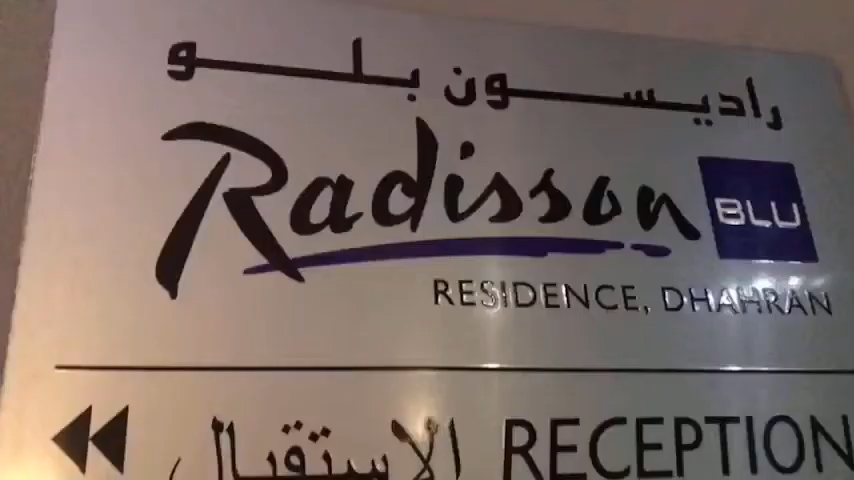 راديسون بلو
Radisson BLU
RESIDENCE, DHAHRAN
الاستقبال RECEPTION